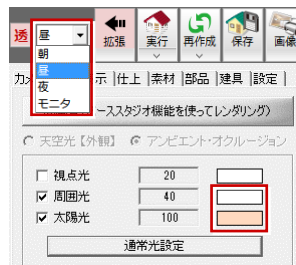 透 昼
拡張 実行 再作成 保存 画像
朝
昼
夜
モニタ
カ 示 仕上 素材 部品 建具 設定
ーススタジオ機能を使ってレンダリング)
天空光【外観】 アンビエント・オクルージョン
視点光 20
周囲光 40
太陽光 100
通常光設定